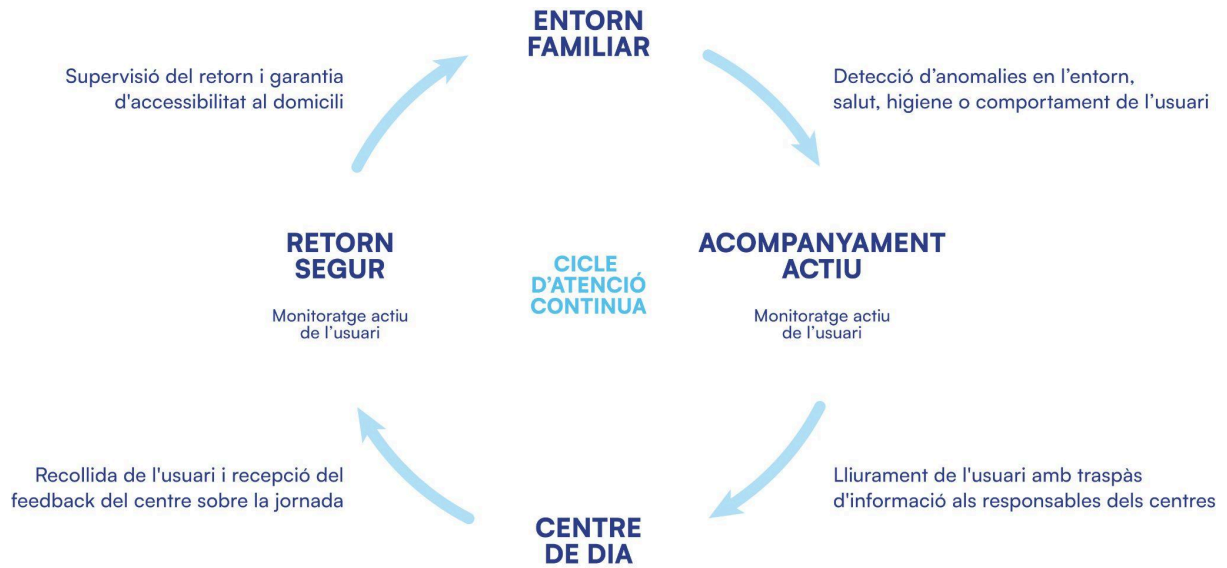 ENTORN
FAMILIAR
Supervisió del retorn i garantia
d'accessibilitat al domicili
Detecció d’anomalies en l’entorn,
salut, higiene o comportament de l’usuari
RETORN
SEGUR
Monitoratge actiu
de l’usuari
CICLE
D’ATENCIÓ
CONTINUA
ACOMPANYAMENT
ACTIU
Monitoratge actiu
de l’usuari
Recollida de l'usuari i recepció del
feedback del centre sobre la jornada
Lliurament de l'usuari amb traspàs
d'informació als responsables dels centres
CENTRE
DE DIA